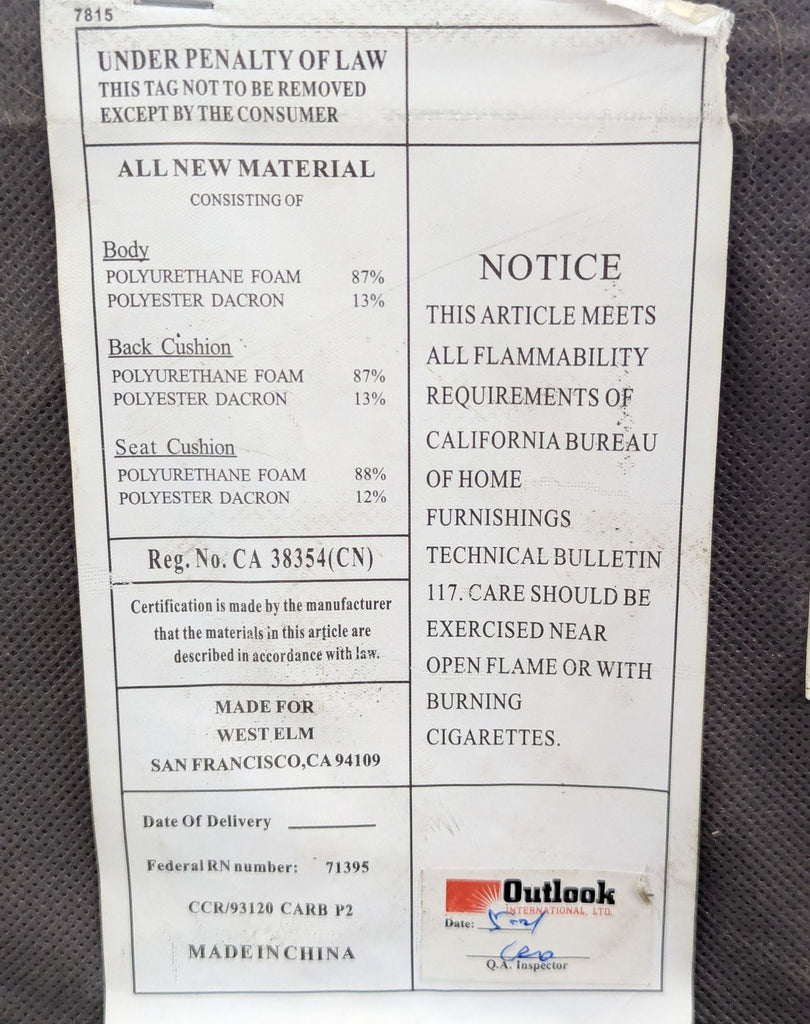 7815
UNDER PENALTY OF LAW
THIS TAG NOT TO BE REMOVED
EXCEPT BY THE CONSUMER
ALL NEW MATERIAL
CONSISTING OF
Body
POLYURETHANE FOAM 87%
POLYESTER DACRON 13%
Back Cushion
POLYURETHANE FOAM 87%
POLYESTER DACRON 13%
Seat Cushion
POLYURETHANE FOAM 88%
POLYESTER DACRON 12%
Reg. No. CA 38354(CN)
Certification is made by the manufacturer
that the materials in this article are
described in accordance with law.
MADE FOR
WEST ELM
SAN FRANCISCO,CA 94109
Date Of Delivery
Federal RN number: 71395
CCR/93120 CARB P2
MADE IN CHINA
NOTICE
THIS ARTICLE MEETS
ALL FLAMMABILITY
REQUIREMENTS OF
CALIFORNIA BUREAU
OF HOME
FURNISHINGS
TECHNICAL BULLETIN
117. CARE SHOULD BE
EXERCISED NEAR
OPEN FLAME OR WITH
BURNING
CIGARETTES.
Outlook
INTERNATIONAL, LTD.
Date:
Q.A. Inspector